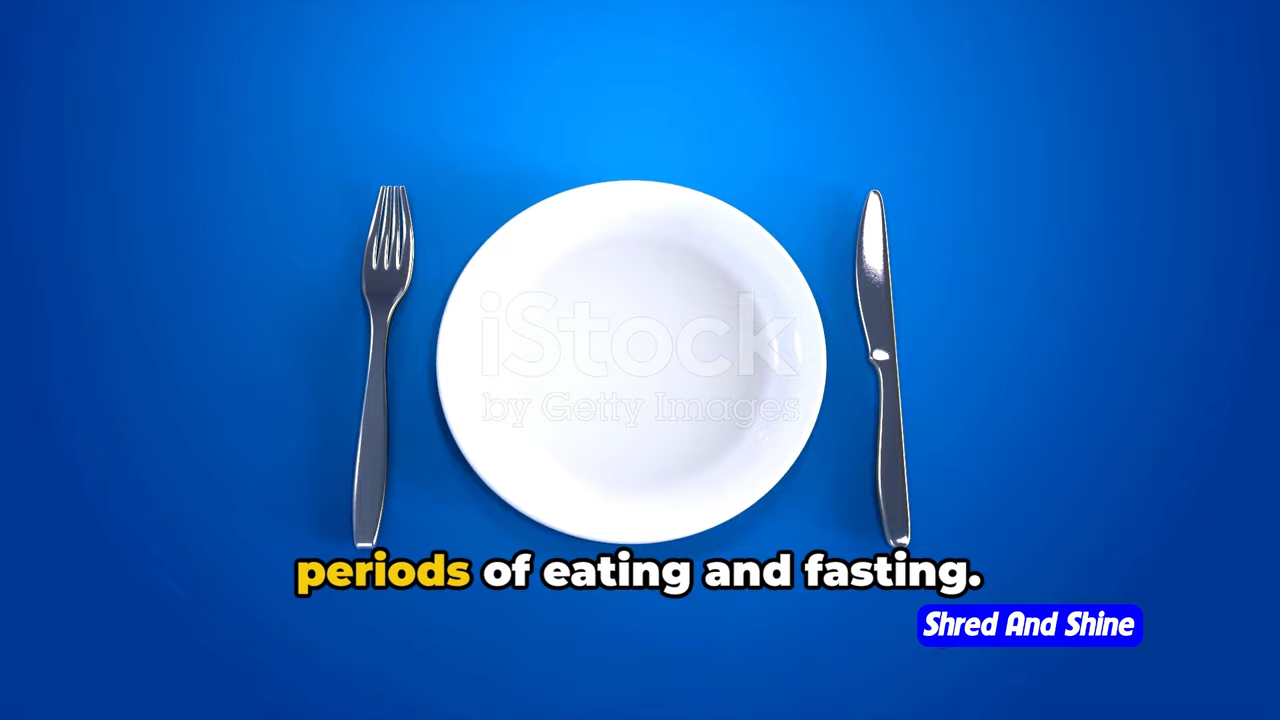 iStock
by Getty Images
periods of eating and fasting.
Shred And Shine